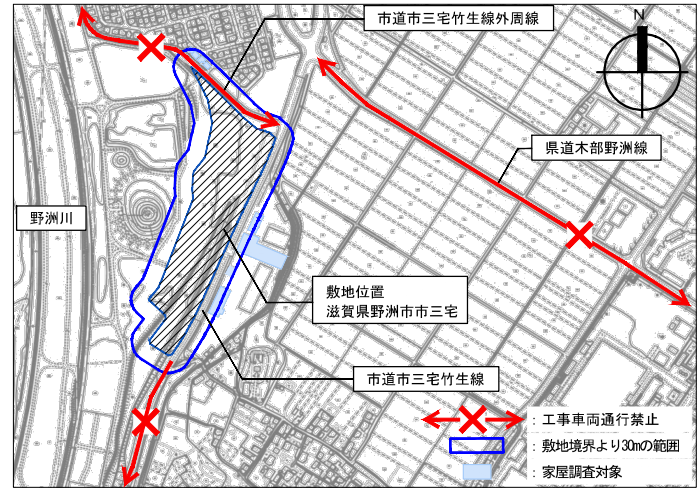 市道市三宅竹生線外周線
N
県道木部野洲線
野洲川
敷地位置
滋賀県野洲市市三宅
市道市三宅竹生線
: 工事車両通行禁止
: 敷地境界より30mの範囲
: 家屋調査対象